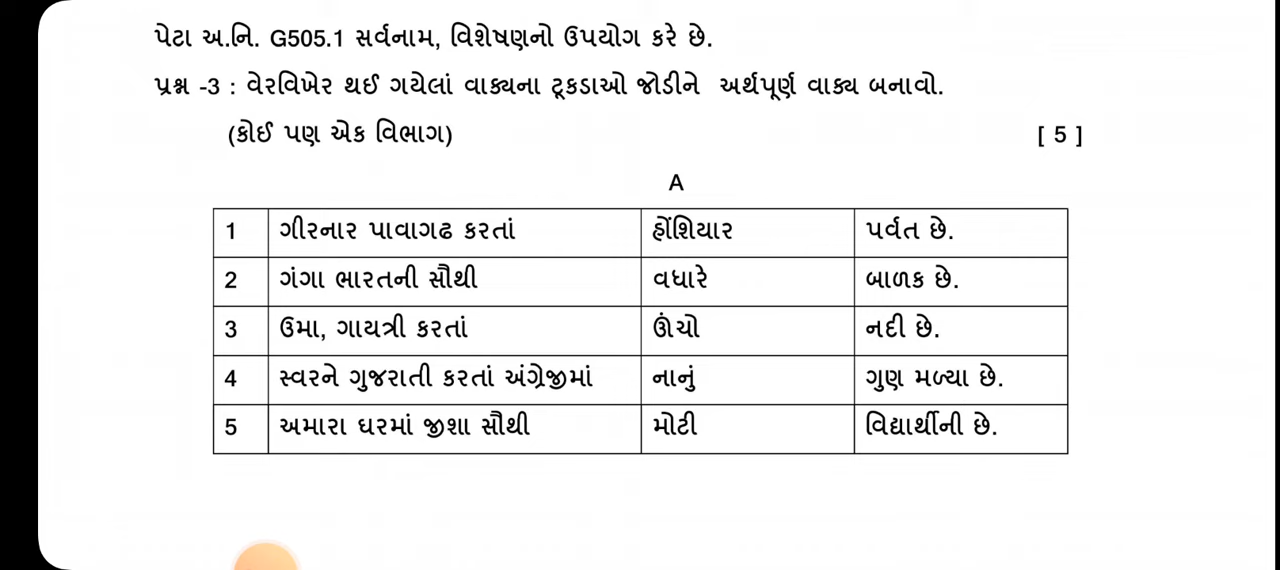 પેટા અ.નિ. G505.1 સર્વનામ, વિશેષણનો ઉપયોગ કરે છે.
પ્રશ્ન -3 : વેરવિખેર થઈ ગયેલાં વાક્યના ટૂકડાઓ જોડીને અર્થપૂર્ણ વાક્ય બનાવો.
(કોઈ પણ એક વિભાગ) [ 5 ]
A
1 ગીરનાર પાવાગઢ કરતાં હોંશિયાર પર્વત છે.
2 ગંગા ભારતની સૌથી વધારે બાળક છે.
3 ઉમા, ગાયત્રી કરતાં ઊંચો નદી છે.
4 સ્વરને ગુજરાતી કરતાં અંગ્રેજીમાં નાનું ગુણ મળ્યા છે.
5 અમારા ઘરમાં જીશા સૌથી મોટી વિદ્યાર્થીની છે.